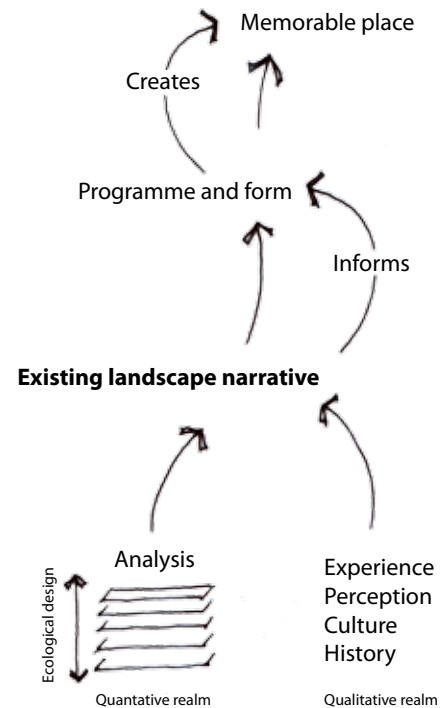 Memorable place
Creates
Programme and form
Informs
Existing landscape narrative
Analysis
Ecological design
Quantative realm
Experience
Perception
Culture
History
Qualitative realm